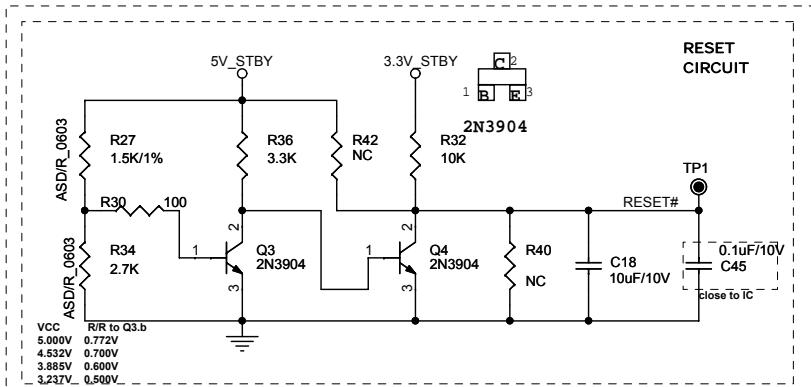 RESET
CIRCUIT
5V_STBY
3.3V_STBY
C 2
1 B E 3
2N3904
ASD/R_0603
R27
1.5K/1%
R36
3.3K
R42
NC
R32
10K
TP1
RESET#
R30 100
ASD/R_0603
R34
2.7K
2
1
3
Q3
2N3904
2
1
3
Q4
2N3904
R40
NC
C18
10uF/10V
0.1uF/10V
C45
close to IC
VCC R/R to Q3.b
5.000V 0.772V
4.532V 0.700V
3.885V 0.600V
3.237V 0.500V